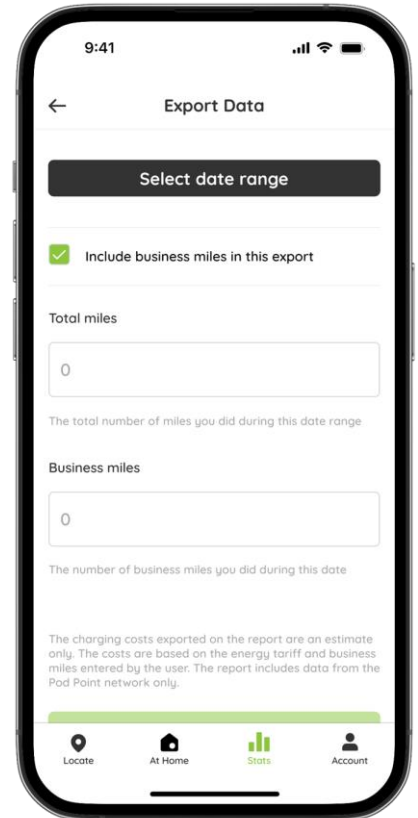 9:41
Export Data
Select date range
Include business miles in this export
Total miles
0
The total number of miles you did during this date range
Business miles
0
The number of business miles you did during this date
The charging costs exported on the report are an estimate
only. The costs are based on the energy tariff and business
miles entered by the user. The report includes data from the
Pod Point network only.
Locate
At Home
Stats
Account